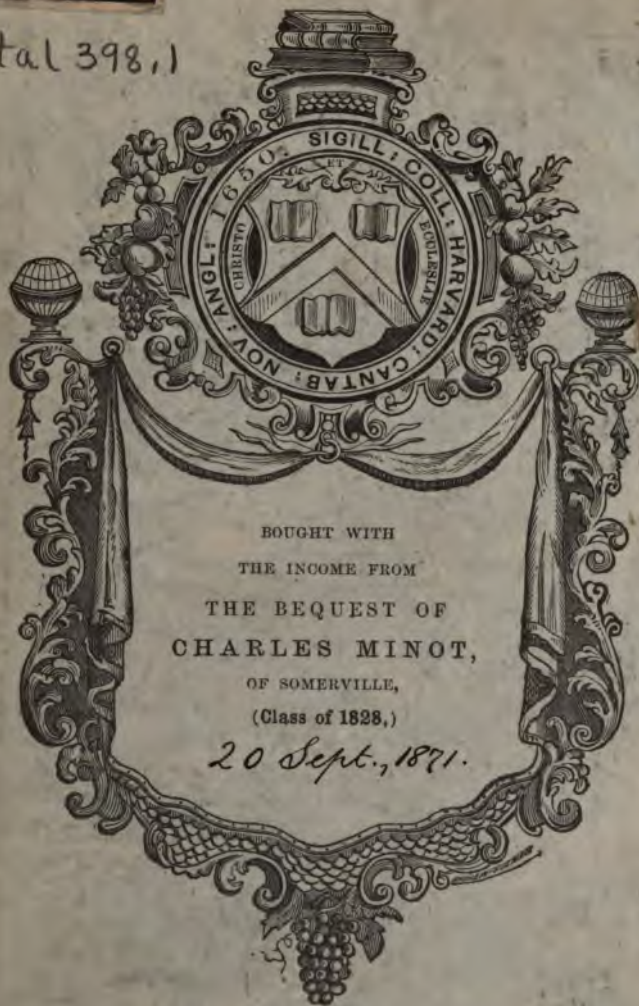 tal 398,1
SIGILL: COLL: HARVARD: CANTAB: NOV: ANGL: 1650:
ET
CHRISTO
ECCLESIAE
BOUGHT WITH
THE INCOME FROM
THE BEQUEST OF
CHARLES MINOT,
OF SOMERVILLE,
(Class of 1828,)
20 Sept., 1871.